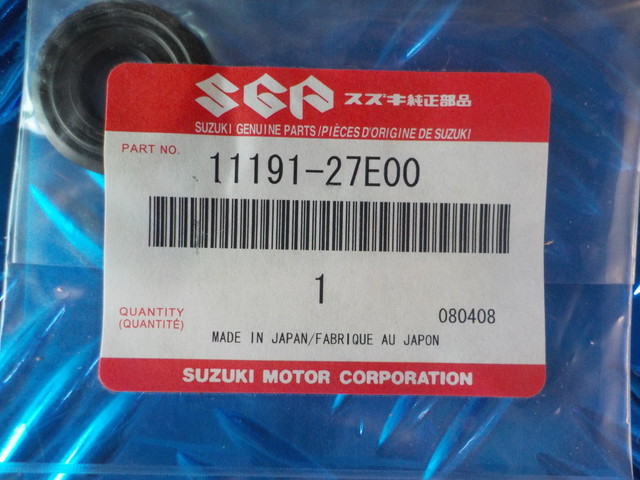 SGP スズキ純正部品
SUZUKI GENUINE PARTS/PIÈCES D'ORIGINE DE SUZUKI
PART NO. 11191-27E00
1
QUANTITY
(QUANTITÉ)
080408
MADE IN JAPAN/FABRIQUE AU JAPON
SUZUKI MOTOR CORPORATION